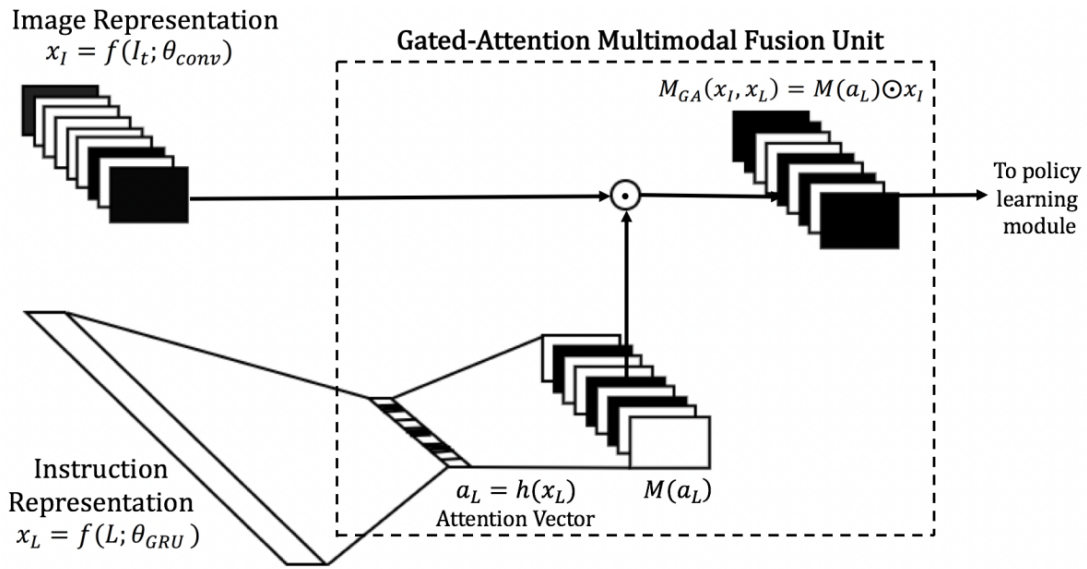 Image Representation
x_I = f(I_t; θ_conv)
Gated-Attention Multimodal Fusion Unit
M_GA(x_I, x_L) = M(a_L)⊙x_I
To policy
learning
module
Instruction
Representation
x_L = f(L; θ_GRU )
a_L = h(x_L)
Attention Vector
M(a_L)